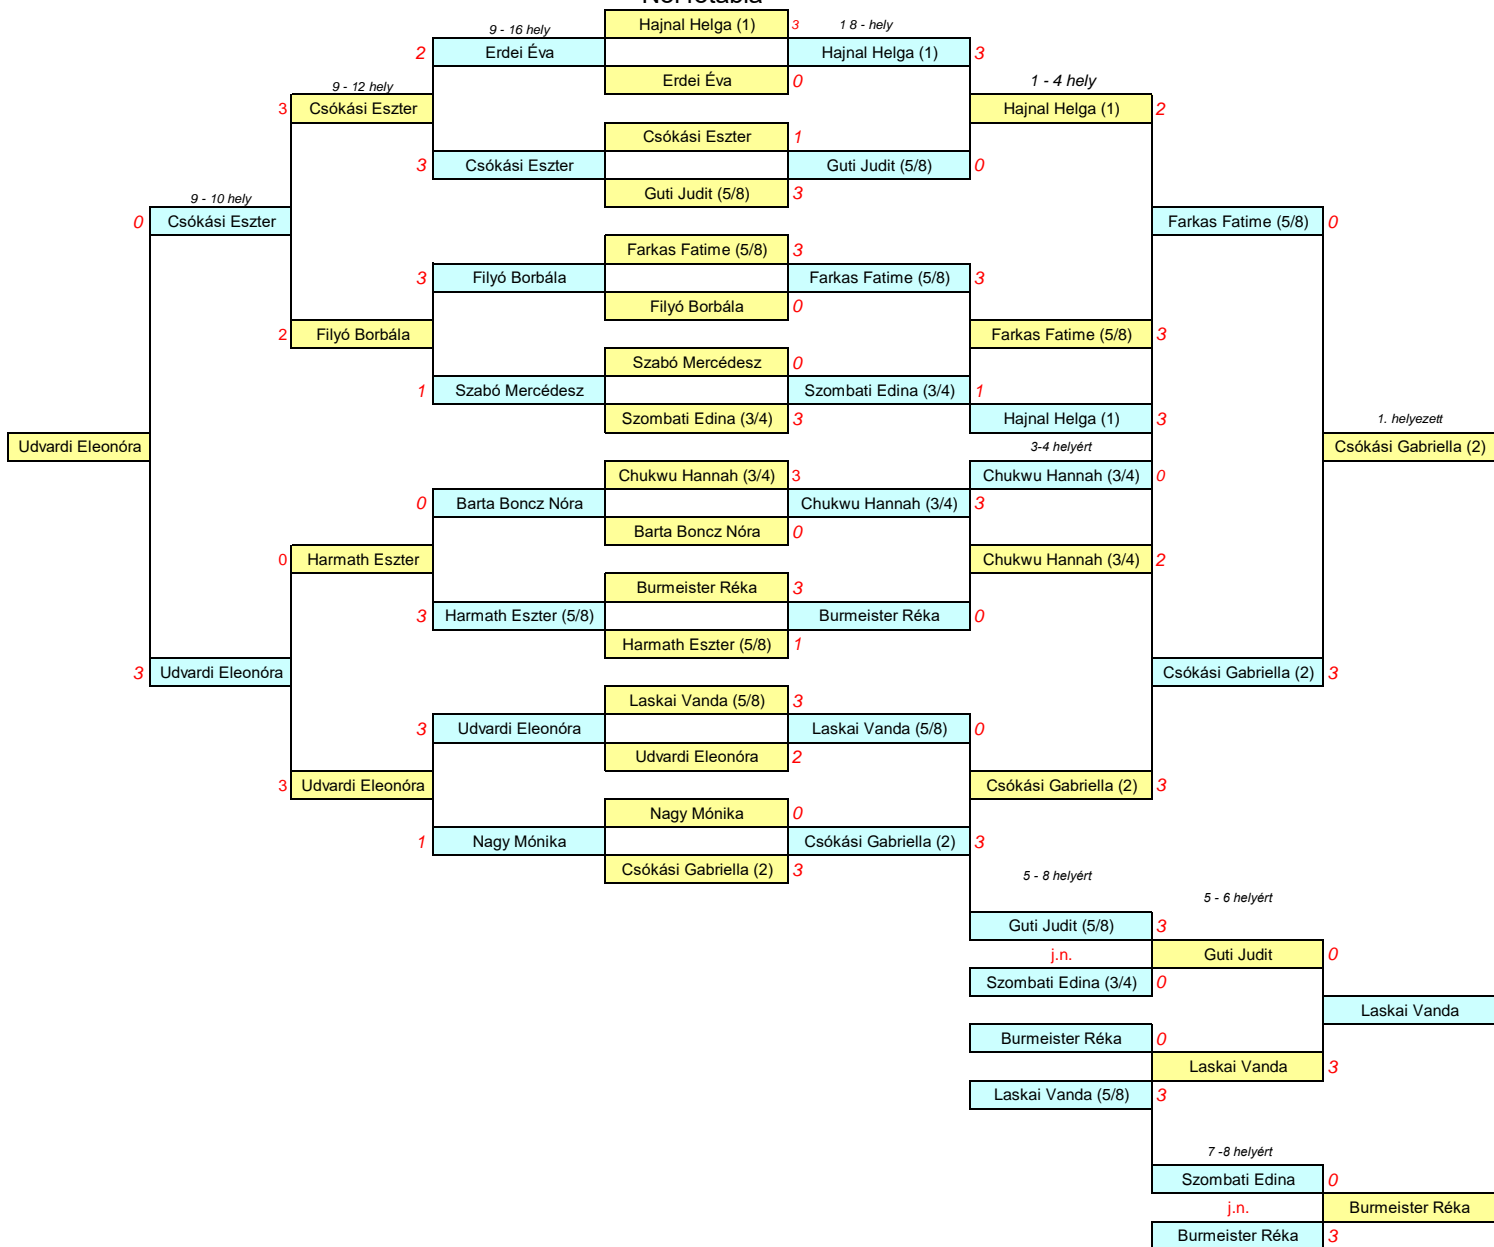 Női főtábla
Hajnal Helga (1) 3 1 8 - hely
9 - 16 hely
2 Erdei Éva Hajnal Helga (1) 3
Erdei Éva 0 1 - 4 hely
9 - 12 hely
3 Csókási Eszter Hajnal Helga (1) 2
Csókási Eszter 1
3 Csókási Eszter Guti Judit (5/8) 0
Guti Judit (5/8) 3
9 - 10 hely
0 Csókási Eszter Farkas Fatime (5/8) 0
Farkas Fatime (5/8) 3
3 Filyó Borbála Farkas Fatime (5/8) 3
Filyó Borbála 0
2 Filyó Borbála Farkas Fatime (5/8) 3
Szabó Mercédesz 0
1 Szabó Mercédesz Szombati Edina (3/4) 1
Szombati Edina (3/4) 3 Hajnal Helga (1) 3 1. helyezett
Udvardi Eleonóra 3-4 helyért Csókási Gabriella (2)
Chukwu Hannah (3/4) 3 Chukwu Hannah (3/4) 0
0 Barta Boncz Nóra Chukwu Hannah (3/4) 3
Barta Boncz Nóra 0
0 Harmath Eszter Chukwu Hannah (3/4) 2
Burmeister Réka 3
3 Harmath Eszter (5/8) Burmeister Réka 0
Harmath Eszter (5/8) 1
3 Udvardi Eleonóra Csókási Gabriella (2) 3
Laskai Vanda (5/8) 3
3 Udvardi Eleonóra Laskai Vanda (5/8) 0
Udvardi Eleonóra 2
3 Udvardi Eleonóra Csókási Gabriella (2) 3
Nagy Mónika 0
1 Nagy Mónika Csókási Gabriella (2) 3
Csókási Gabriella (2) 3
5 - 8 helyért
5 - 6 helyért
Guti Judit (5/8) 3
j.n. Guti Judit 0
Szombati Edina (3/4) 0
Laskai Vanda
Burmeister Réka 0
Laskai Vanda 3
Laskai Vanda (5/8) 3
7 -8 helyért
Szombati Edina 0
j.n. Burmeister Réka
Burmeister Réka 3